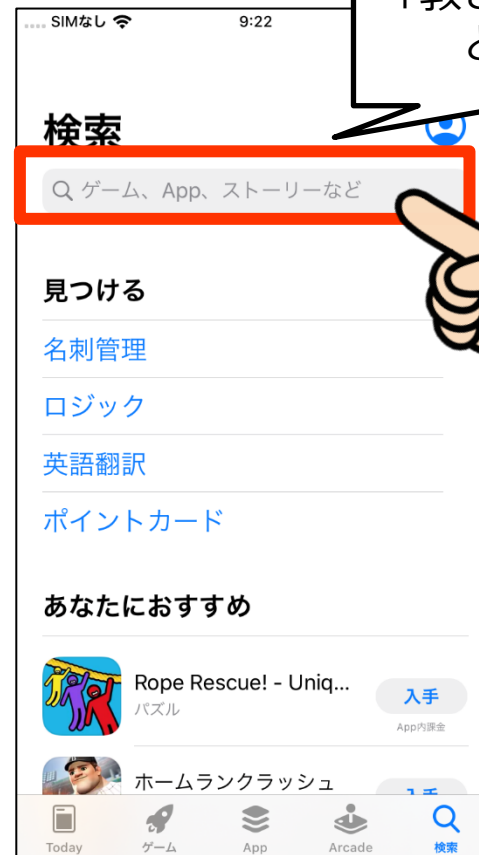 SIMなし
9:22
検索
ゲーム、App、ストーリーなど
見つける
名刺管理
ロジック
英語翻訳
ポイントカード
あなたにおすすめ
Rope Rescue! - Uniq...
パズル
入手
App内課金
ホームランクラッシュ
Today
ゲーム
App
Arcade
検索